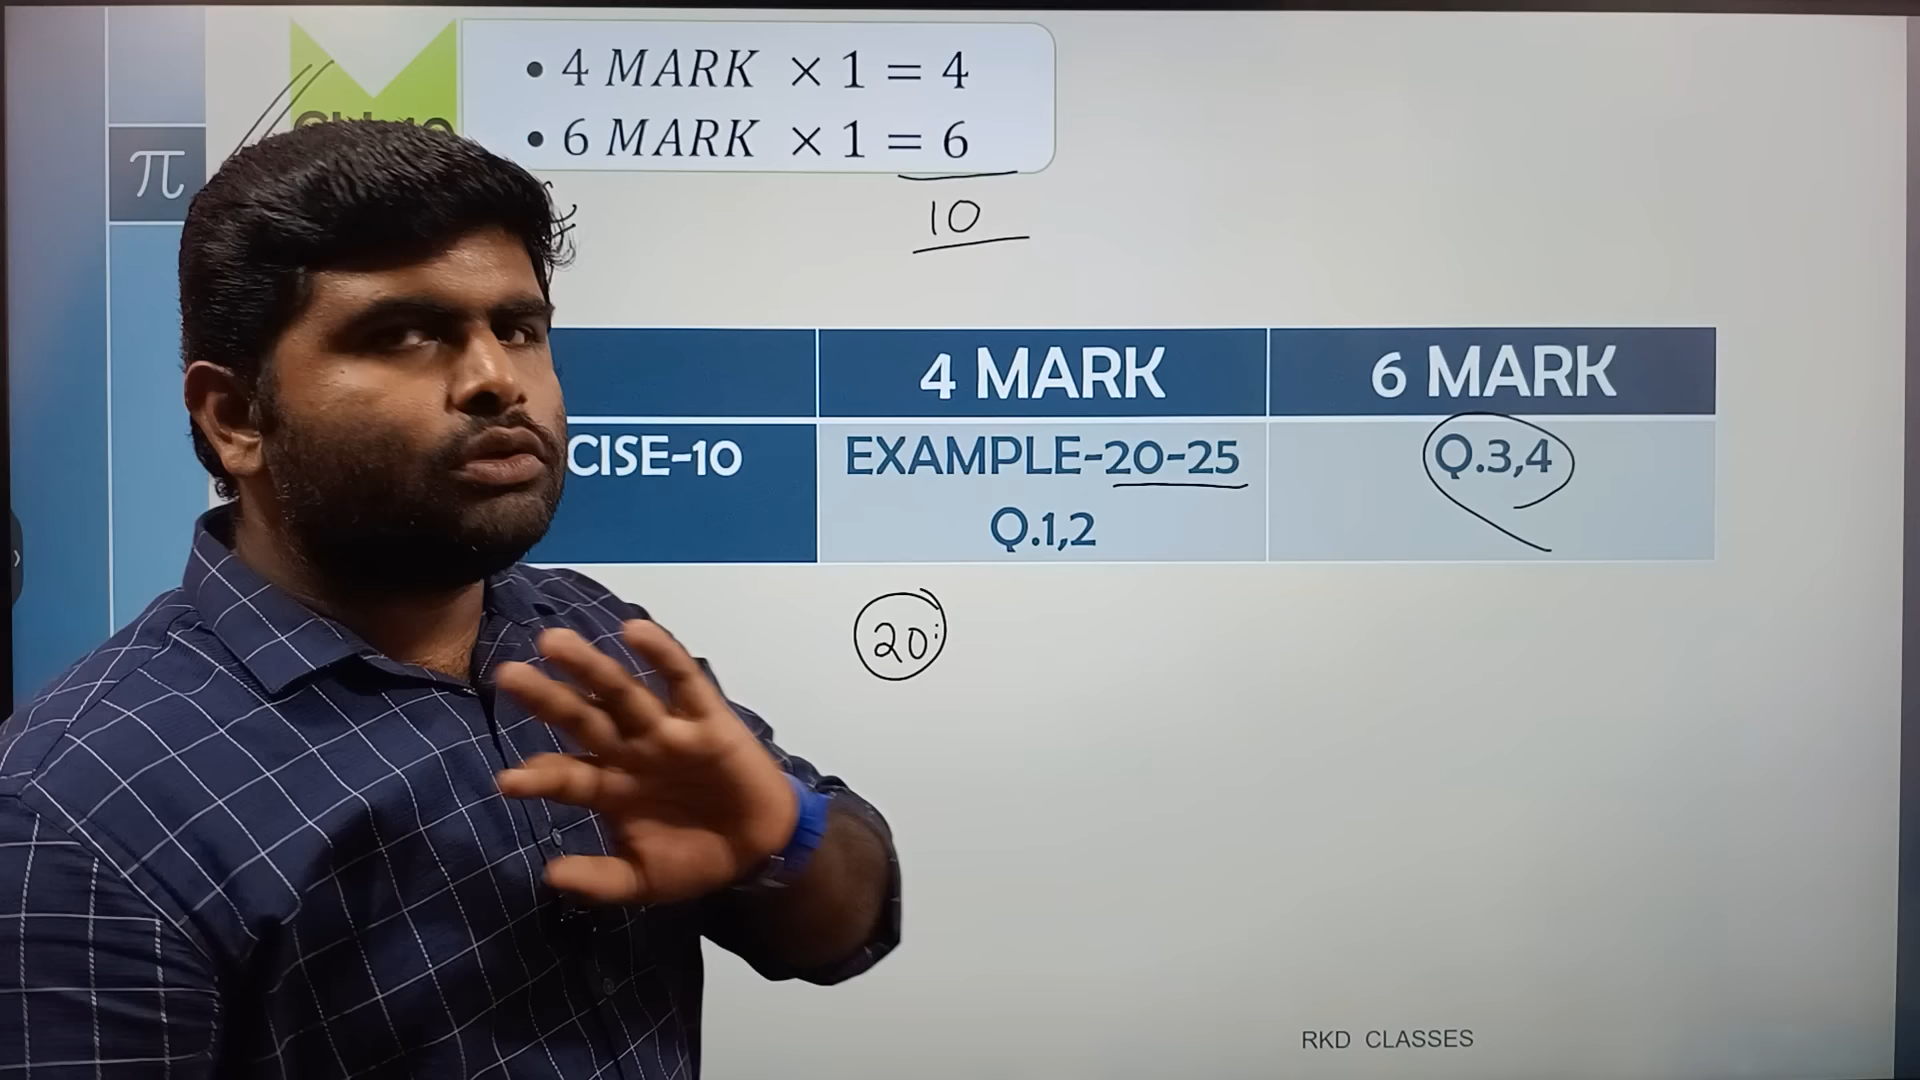 • 4 MARK × 1 = 4
• 6 MARK × 1 = 6
10
π
4 MARK 6 MARK
CISE-10 EXAMPLE-20-25 Q.3,4
Q.1,2
20
RKD CLASSES